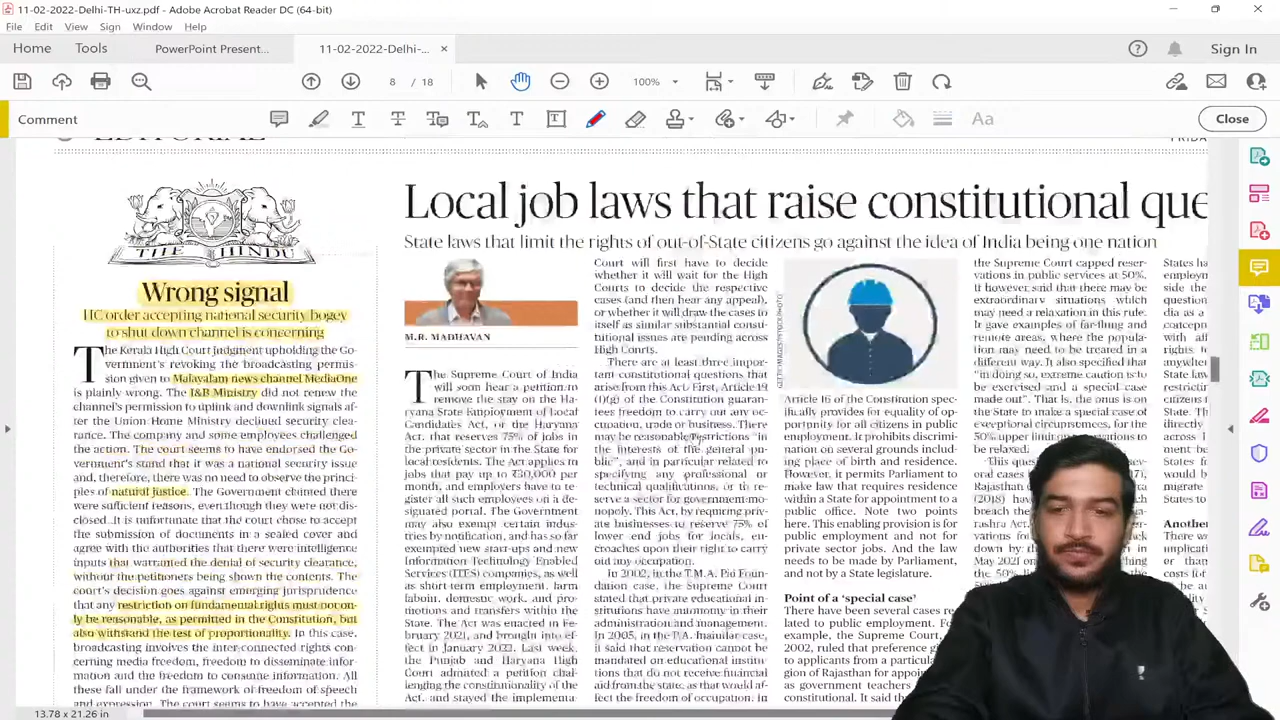 11-02-2022-Delhi-TH-uxz.pdf - Adobe Acrobat Reader DC (64-bit)
File Edit View Sign Window Help
Home Tools PowerPoint Present... 11-02-2022-Delhi-... × Sign In
8 / 18 100%
Comment Close
EDITORIAL
THE HINDU
Wrong signal
HC order accepting national security bogey
to shut down channel is concerning
The Kerala High Court judgment upholding the Go-
vernment's revoking the broadcasting permis-
sion given to Malayalam news channel MediaOne
is plainly wrong. The I&B Ministry did not renew the
channel's permission to uplink and downlink signals af-
ter the Union Home Ministry declined security clea-
rance. The company and some employees challenged
the action. The court seems to have endorsed the Go-
vernment's stand that it was a national security issue
and, therefore, there was no need to observe the princi-
ples of natural justice. The Government claimed there
were sufficient reasons, even though they were not dis-
closed. It is unfortunate that the court chose to accept
the submission of documents in a sealed cover and
agree with the authorities that there were intelligence
inputs that warranted the denial of security clearance,
without the petitioners being shown the contents. The
court's decision goes against emerging jurisprudence
that any restriction on fundamental rights must not on-
ly be reasonable, as permitted in the Constitution, but
also withstand the test of proportionality. In this case,
broadcasting involves the inter-connected rights con-
cerning media freedom, freedom to disseminate infor-
mation and the freedom to consume information. All
these fall under the framework of freedom of speech
and expression. The court seems to have accepted the
Local job laws that raise constitutional que
State laws that limit the rights of out-of-State citizens go against the idea of India being one nation
M.R. MADHAVAN
The Supreme Court of India
will soon hear a petition to
remove the stay on the Ha-
ryana State Employment of Local
Candidates Act, or the Haryana
Act, that reserves 75% of jobs in
the private sector in the State for
local residents. The Act applies to
jobs that pay up to ₹30,000 per
month, and employers have to re-
gister all such employees on a de-
signated portal. The Government
may also exempt certain indus-
tries by notification, and has so far
exempted new start-ups and new
Information Technology Enabled
Services (ITES) companies, as well
as short-term employment, farm
labour, domestic work, and pro-
motions and transfers within the
State. The Act was enacted in Fe-
bruary 2021, and brought into ef-
fect in January 2022. Last week,
the Punjab and Haryana High
Court admitted a petition chal-
lenging the constitutionality of the
Act, and stayed the implementa-
Court will first have to decide
whether it will wait for the High
Courts to decide the respective
cases (and then hear any appeal),
or whether it will draw the cases to
itself as similar substantial consti-
tutional issues are pending across
High Courts.
There are at least three impor-
tant constitutional questions that
arise from this Act. First, Article 19
(1)(g) of the Constitution guaran-
tees freedom to carry out any oc-
cupation, trade or business. There
may be reasonable restrictions "in
the interests of the general pu-
blic", and in particular related to
specifying any professional or
technical qualifications, or to re-
serve a sector for government mo-
nopoly. This Act, by requiring priv-
ate businesses to reserve 75% of
lower end jobs for locals, en-
croaches upon their right to carry
out any occupation.
In 2002, in the T.M.A. Pai Foun-
dation case, the Supreme Court
stated that private educational in-
stitutions have autonomy in their
administration and management.
In 2005, in the P.A. Inamdar case,
it said that reservation cannot be
mandated on educational institu-
tions that do not receive financial
aid from the state, as that would af-
fect the freedom of occupation. In
Article 16 of the Constitution spec-
ifically provides for equality of op-
portunity for all citizens in public
employment. It prohibits discrimi-
nation on several grounds includ-
ing place of birth and residence.
However, it permits Parliament to
make law that requires residence
within a State for appointment to a
public office. Note two points
here. This enabling provision is for
public employment and not for
private sector jobs. And the law
needs to be made by Parliament,
and not by a State legislature.
Point of a 'special case'
There have been several cases re-
lated to public employment. For
example, the Supreme Court,
2002, ruled that preference g
to applicants from a particula
gion of Rajasthan for appoin
as government teachers
constitutional. It said th
the Supreme Court capped reser-
vations in public services at 50%.
It however, said that there may be
extraordinary situations which
may need a relaxation in this rule.
It gave examples of far-flung and
remote areas, where the popula-
tion may need to be treated in a
different way. It also specified that
"in doing so, extreme caution is to
be exercised and a special case
made out". That is, the onus is on
the State to make a special case of
exceptional circumstances, for the
50% upper limit
States ha
employm
side the
question
dia as a
concep
with af
rights.
Another
13.78 x 21.26 in